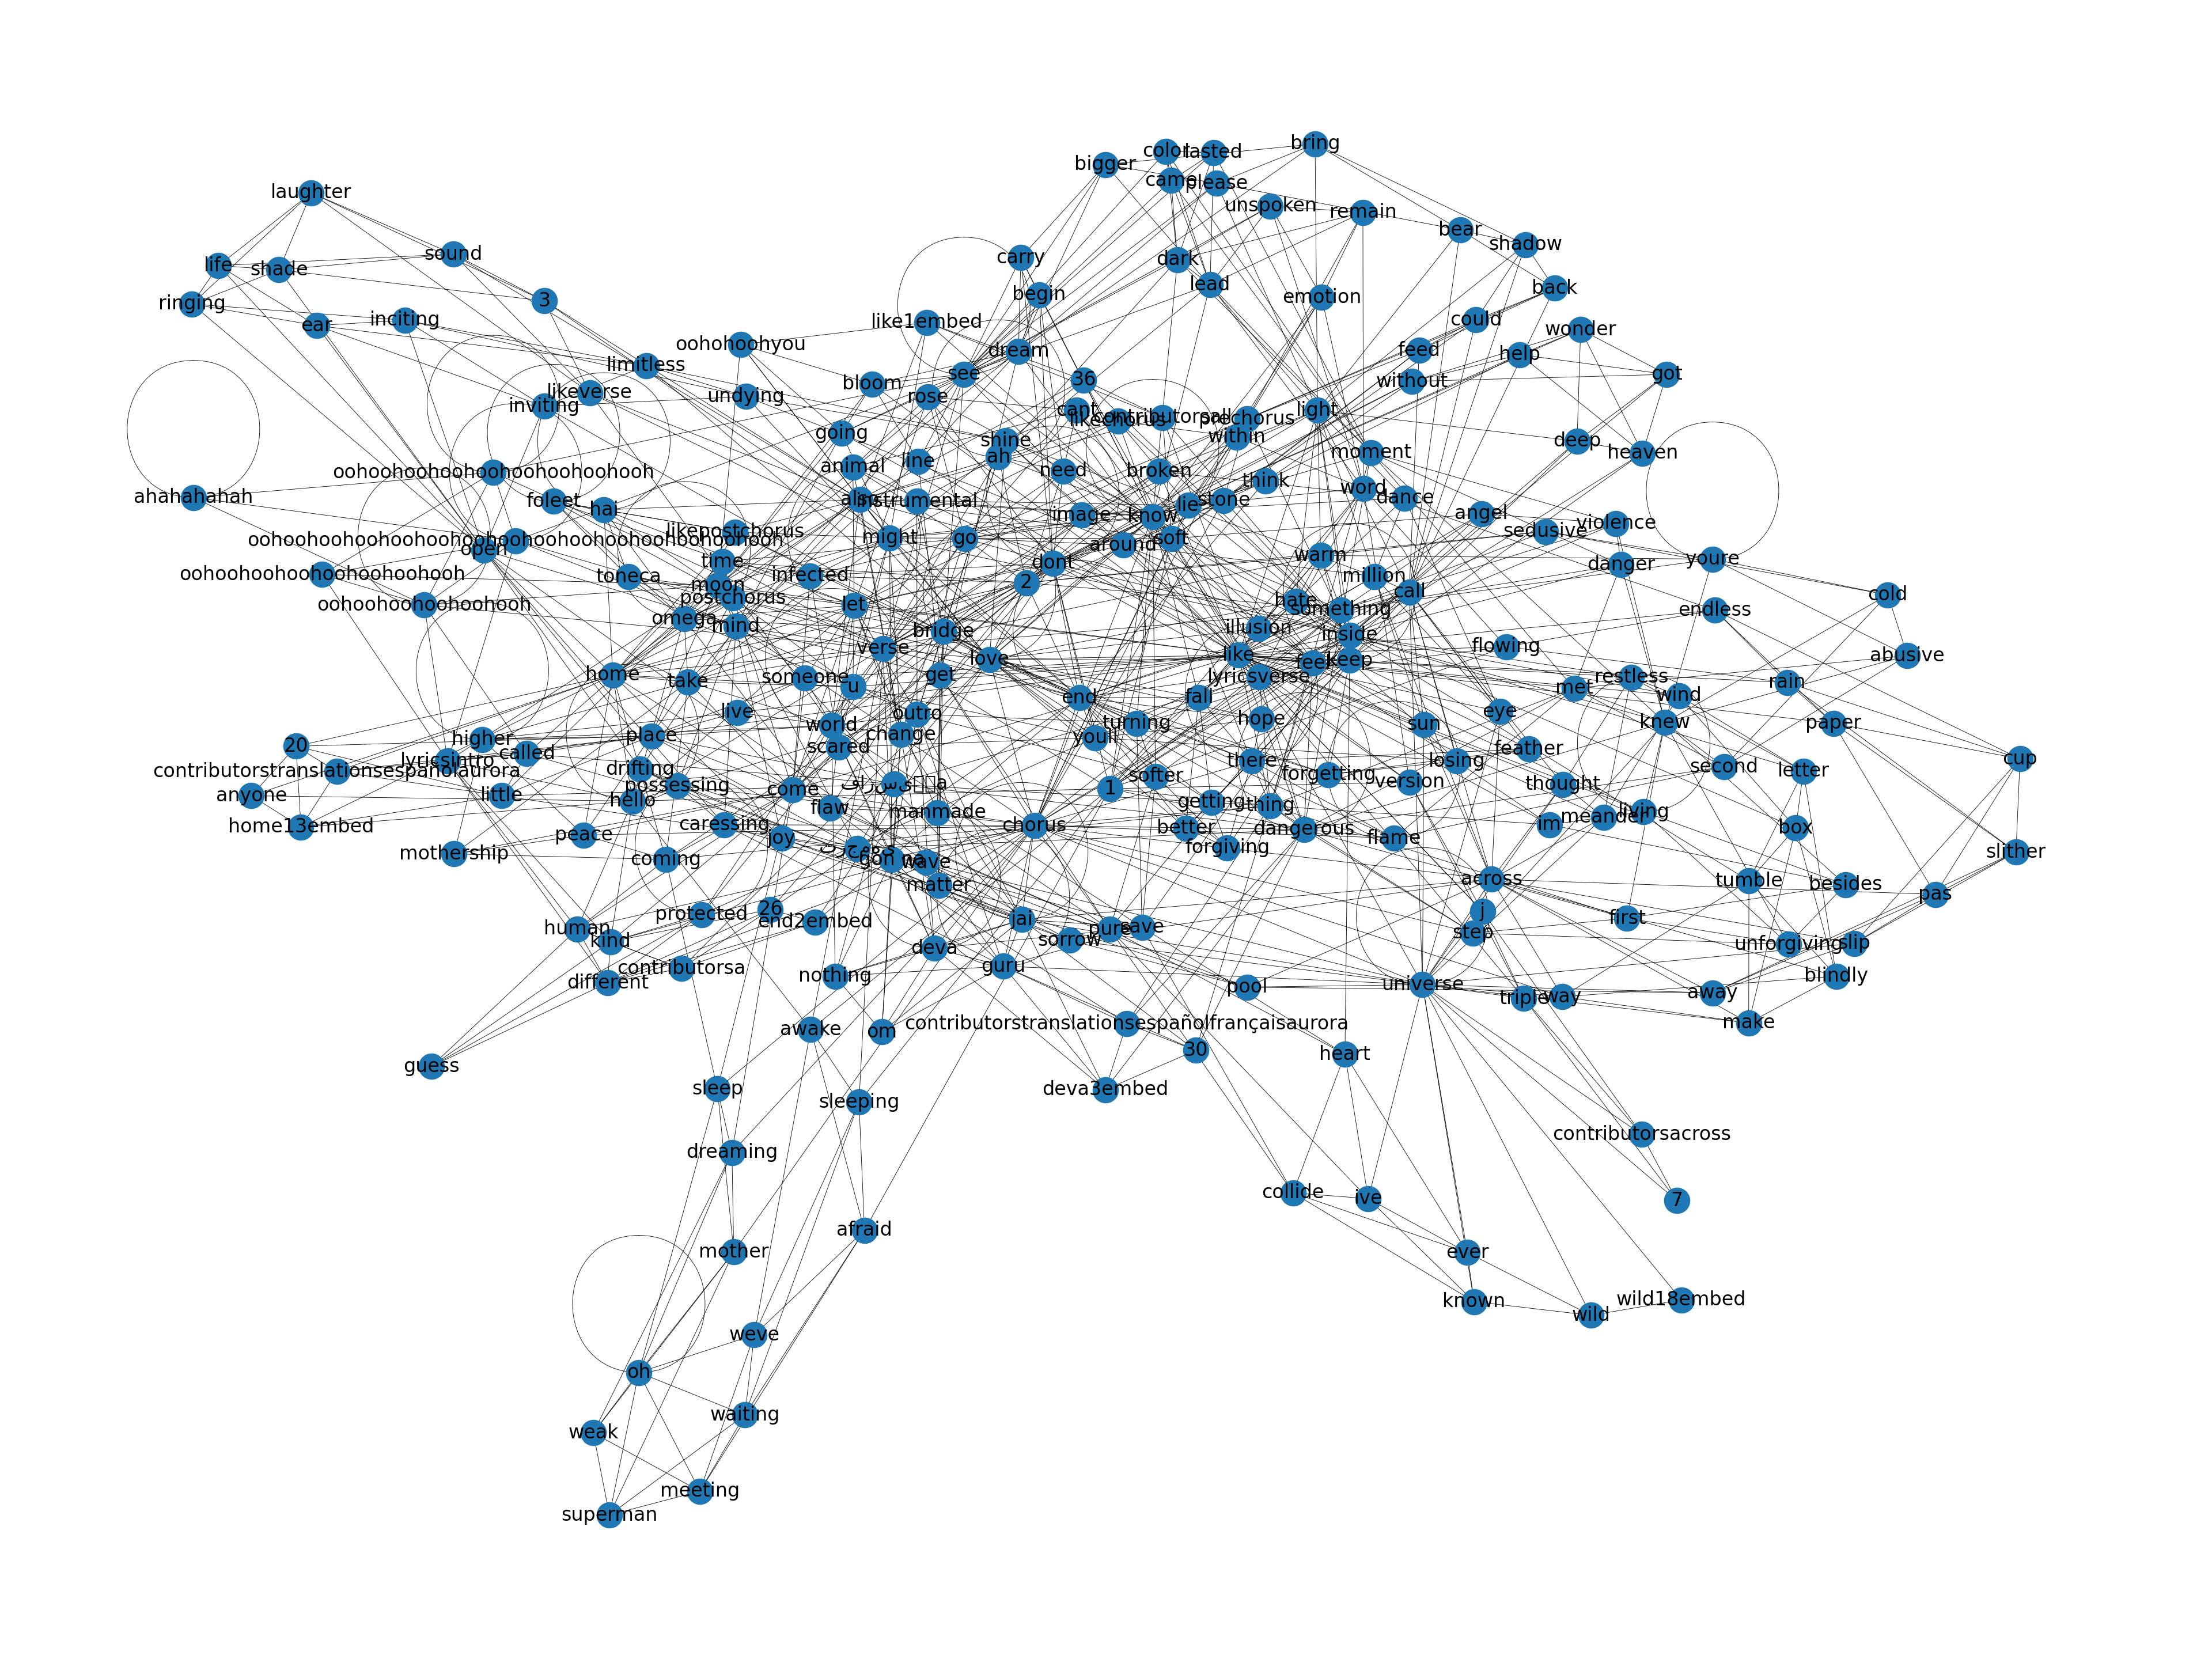 bring
color
lasted
bigger
came
please
laughter
unspoken
remain
bear
shadow
sound
carry
dark
life
shade
lead
back
begin
emotion
3
ringing
inciting
could
like1embed
ear
wonder
oohohoohyou
dream
feed
help
limitless
see
36
without
got
bloom
likeverse
undying
rose
inviting
cant
light
likechorus
contributorsall
prechorus
going
within
shine
deep
moment
heaven
ah
line
animal
oohoohoohoohoohoohoohoohooh
need
broken
think
word
dance
ahahahahah
foleet
also
instrumental
lie
stone
hai
image
know
angel
violence
likepostchorus
sedusive
might
go
soft
oohoohoohoohoohoohoohoohoohoohoohoohoohooh
open
around
warm
time
dont
youre
danger
oohoohoohoohoohoohooh
toneca
infected
2
million
moon
call
cold
postchorus
hate
oohoohoohoohooh
let
something
endless
omega
mind
bridge
illusion
inside
verse
flowing
like
abusive
love
feel
keep
home
take
someone
u
get
lyricsverse
met
restless
rain
end
fall
wind
live
outro
eye
world
hope
turning
sun
knew
paper
place
higher
20
scared
change
youll
feather
called
lyricsintro
there
losing
cup
contributorstranslationsespañolaurora
drifting
softer
forgetting
second
letter
possessing
come
version
thought
anyone
little
hello
1
flaw
manmade
getting
thing
living
home13embed
caressing
chorus
better
dangerous
im
meander
box
peace
joy
flame
ترجمه‌ی
forgiving
mothership
coming
gonna
wave
slither
matter
across
tumble
besides
pas
26
protected
end2embed
jai
j
first
human
kind
deva
sorrow
pure
save
step
unforgiving
slip
contributorsa
guru
nothing
blindly
different
universe
pool
away
triple
way
awake
om
contributorstranslationsespañolfrançaisaurora
make
guess
30
heart
sleep
deva3embed
sleeping
contributorsacross
dreaming
collide
ive
7
afraid
mother
ever
known
wild18embed
wild
weve
oh
waiting
weak
meeting
superman